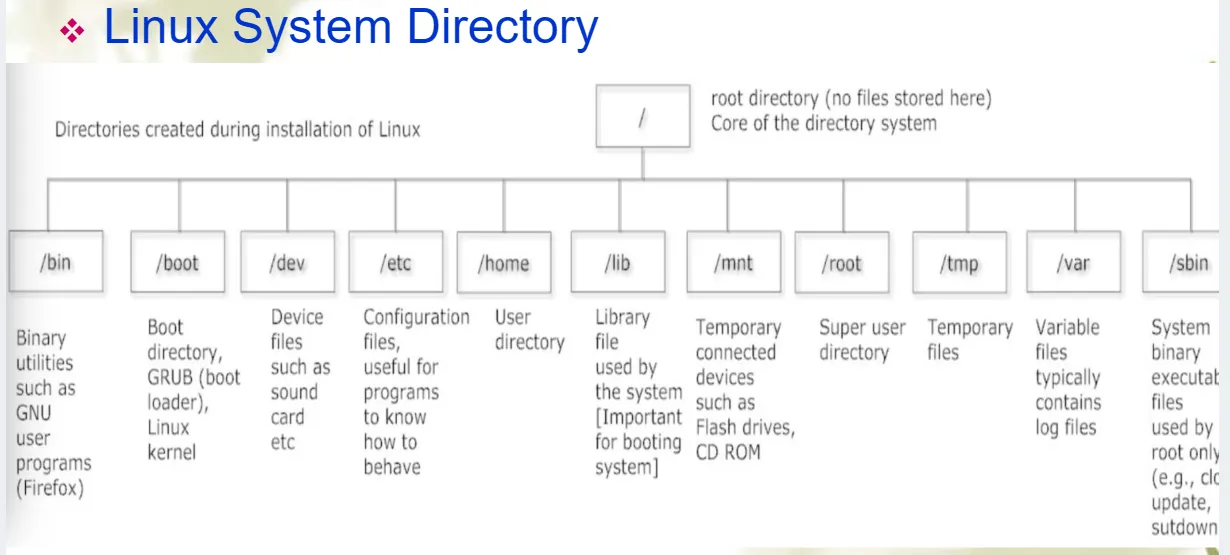 Linux System Directory
root directory (no files stored here)
Core of the directory system
Directories created during installation of Linux
/
/bin
/boot
/dev
/etc
/home
/lib
/mnt
/root
/tmp
/var
/sbin
Binary
utilities
such as
GNU
user
programs
(Firefox)
Boot
directory,
GRUB (boot
loader),
Linux
kernel
Device
files
such as
sound
card
etc
Configuration
files,
useful for
programs
to know
how to
behave
User
directory
Library
file
used by
the system
[Important
for booting
system]
Temporary
connected
devices
such as
Flash drives,
CD ROM
Super user
directory
Temporary
files
Variable
files
typically
contains
log files
System
binary
files
used by
root only
(e.g.,
update,
sutdown